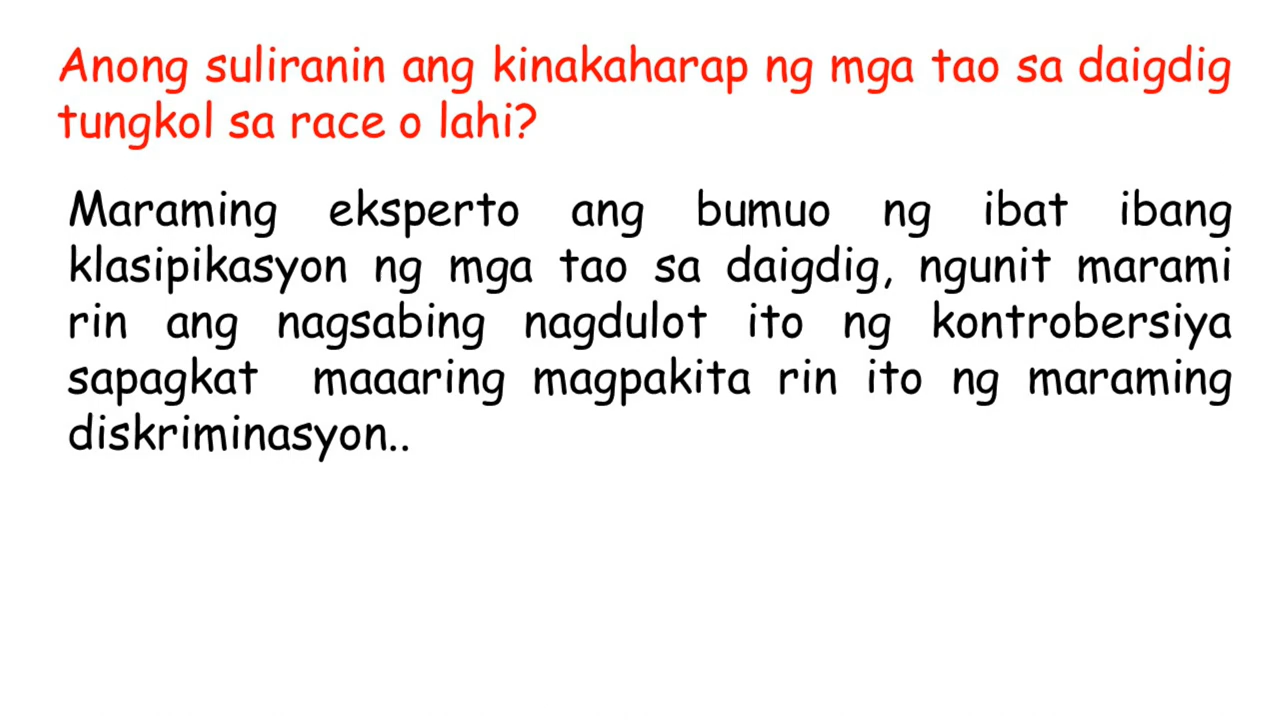 Anong suliranin ang kinakaharap ng mga tao sa daigdig
tungkol sa race o lahi?
Maraming eksperto ang bumuo ng ibat ibang
klasipikasyon ng mga tao sa daigdig, ngunit marami
rin ang nagsabing nagdulot ito ng kontrobersiya
sapagkat maaaring magpakita rin ito ng maraming
diskriminasyon..